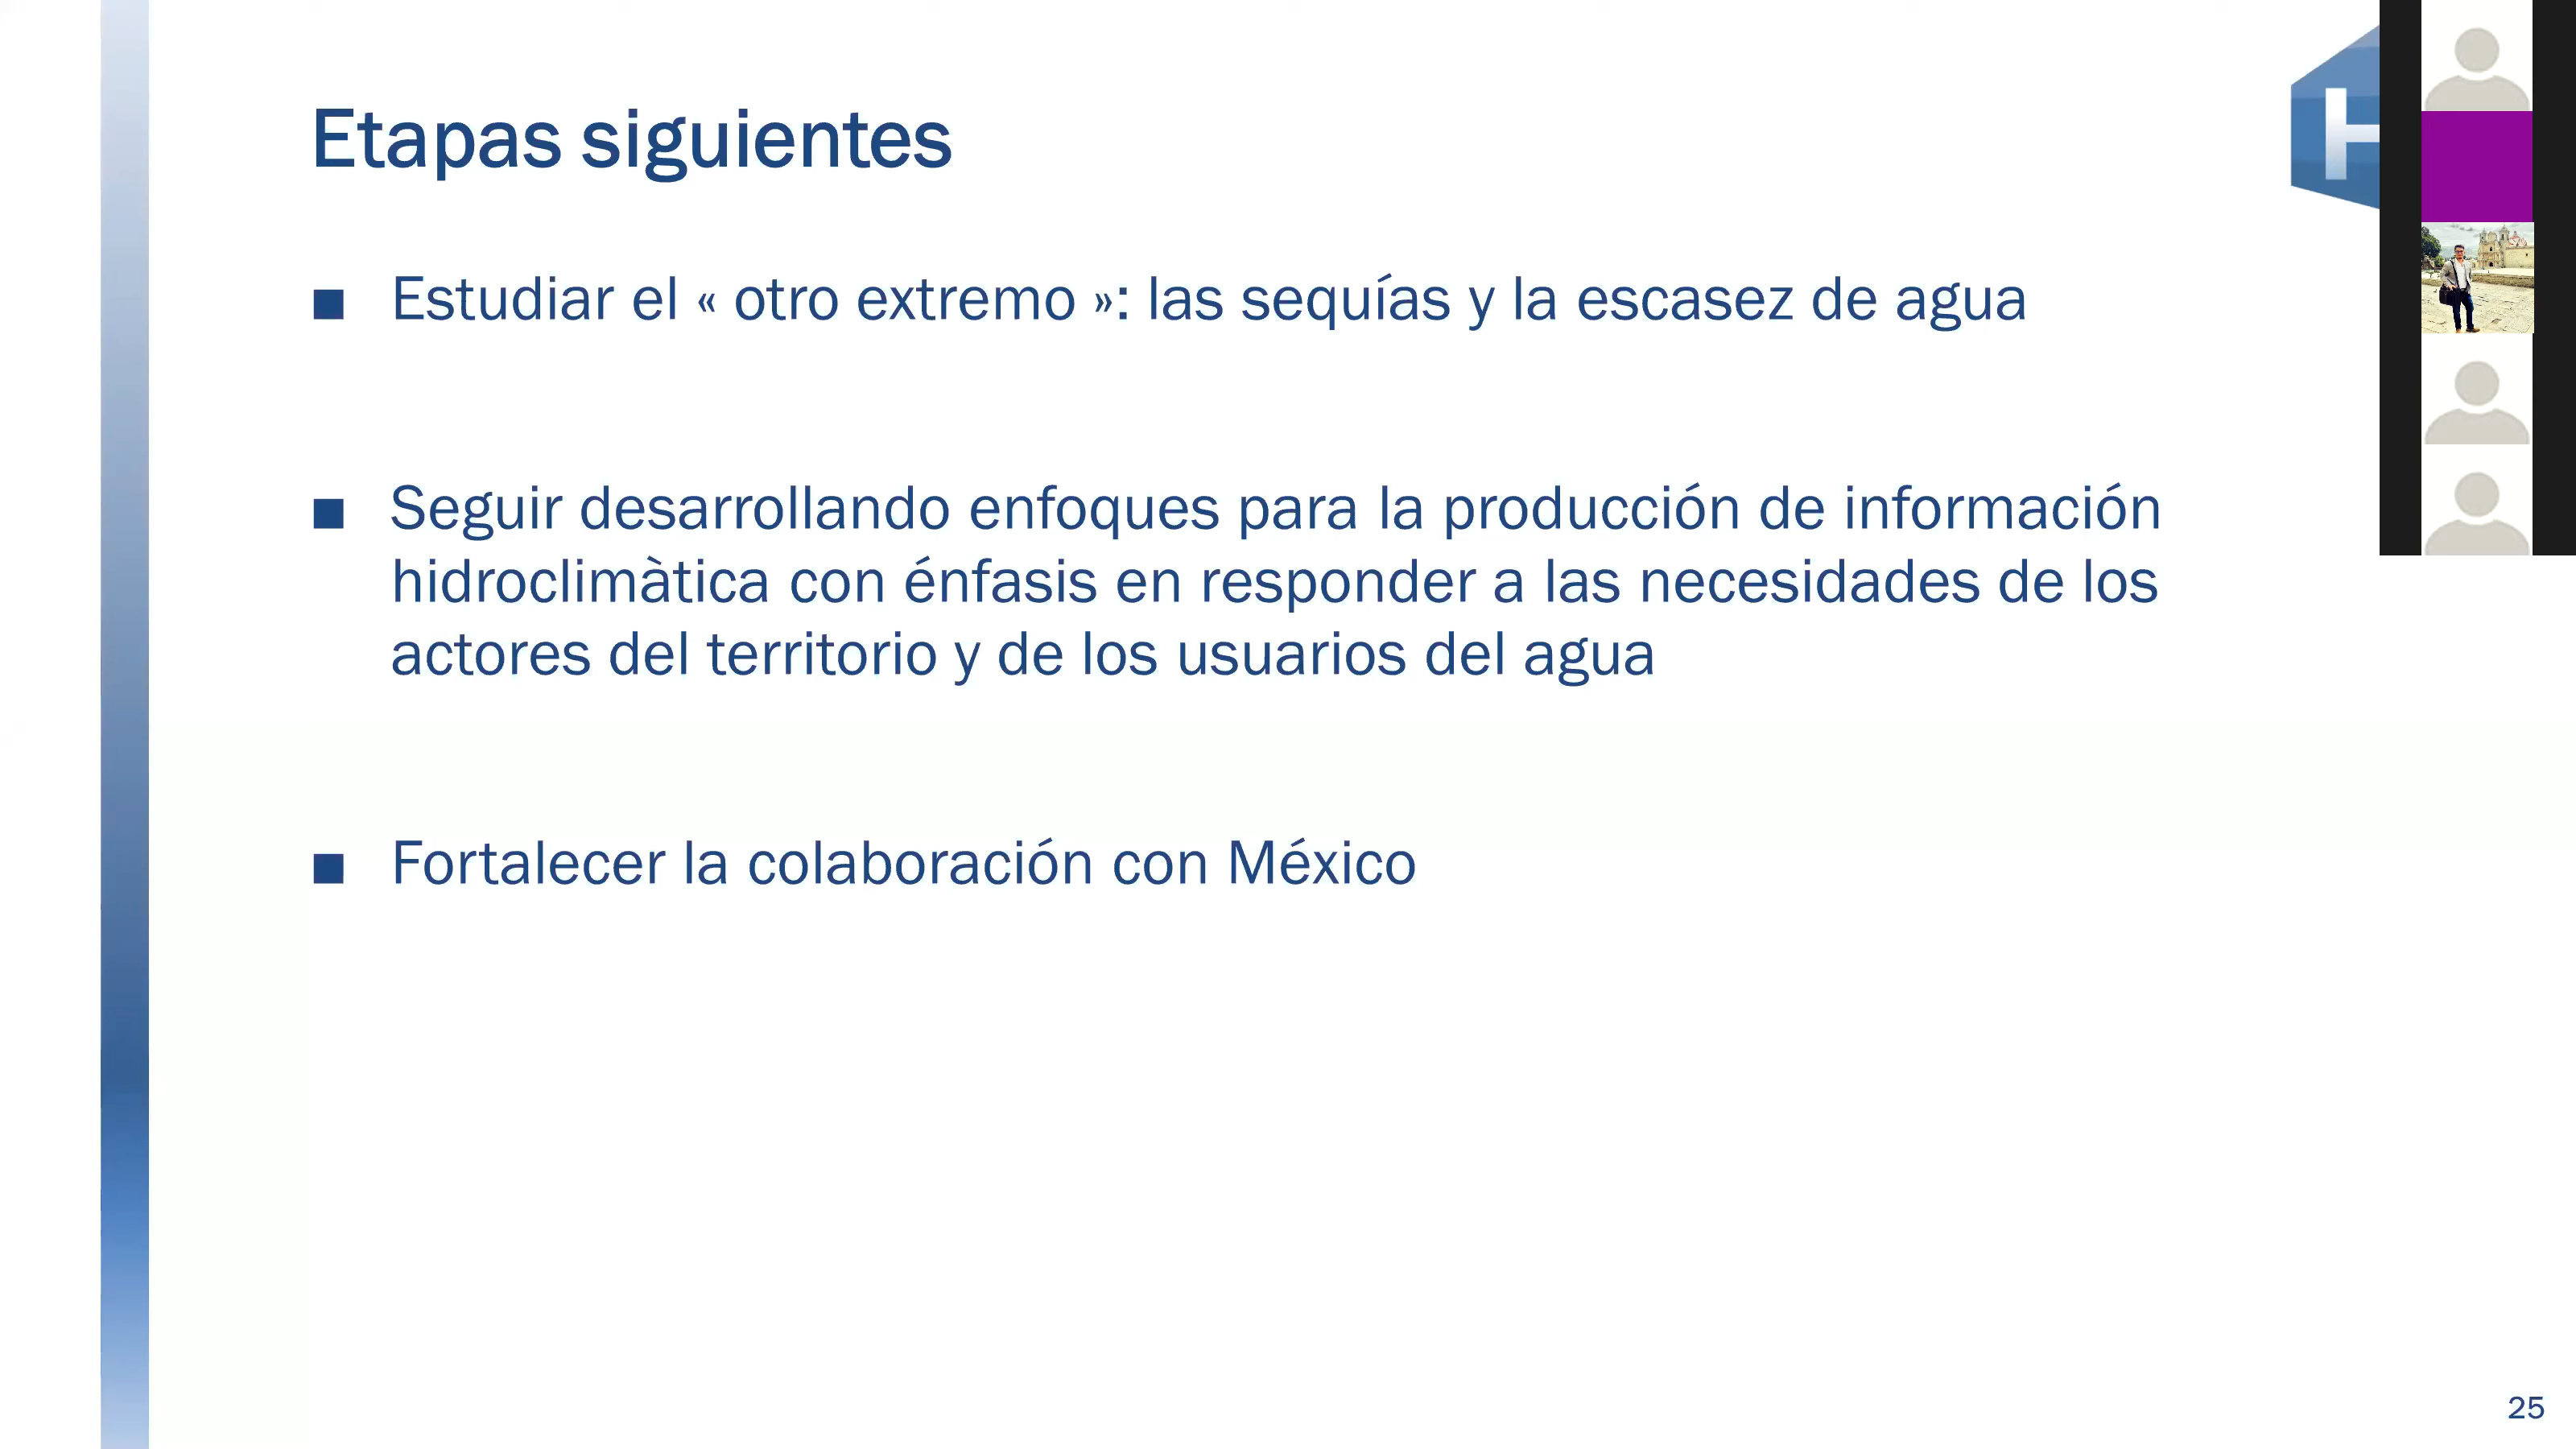 Etapas siguientes
■ Estudiar el « otro extremo »: las sequías y la escasez de agua
■ Seguir desarrollando enfoques para la producción de información
hidroclimàtica con énfasis en responder a las necesidades de los
actores del territorio y de los usuarios del agua
■ Fortalecer la colaboración con México
H
25